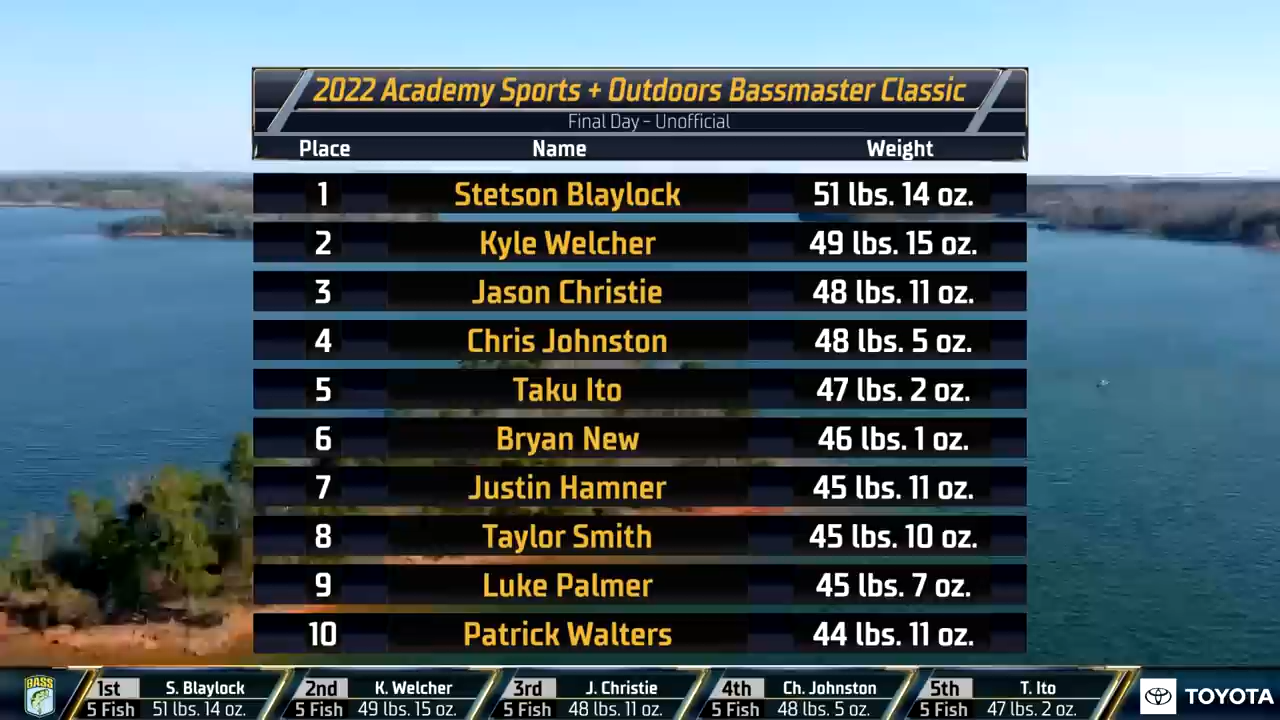 2022 Academy Sports + Outdoors Bassmaster Classic
Final Day - Unofficial
Place Name Weight
1 Stetson Blaylock 51 lbs. 14 oz.
2 Kyle Welcher 49 lbs. 15 oz.
3 Jason Christie 48 lbs. 11 oz.
4 Chris Johnston 48 lbs. 5 oz.
5 Taku Ito 47 lbs. 2 oz.
6 Bryan New 46 lbs. 1 oz.
7 Justin Hamner 45 lbs. 11 oz.
8 Taylor Smith 45 lbs. 10 oz.
9 Luke Palmer 45 lbs. 7 oz.
10 Patrick Walters 44 lbs. 11 oz.
BASS
1st S. Blaylock
5 Fish 51 lbs. 14 oz.
2nd K. Welcher
5 Fish 49 lbs. 15 oz.
3rd J. Christie
5 Fish 48 lbs. 11 oz.
4th Ch. Johnston
5 Fish 48 lbs. 5 oz.
5th T. Ito
5 Fish 47 lbs. 2 oz.
TOYOTA